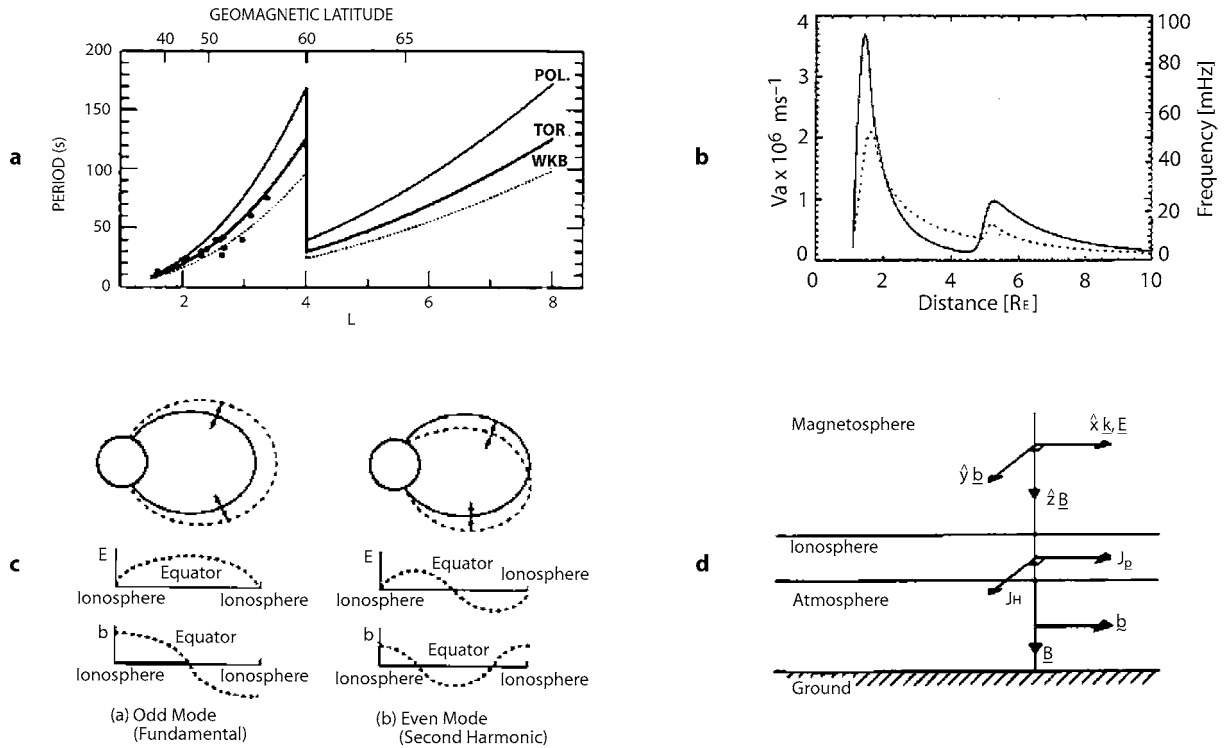 a
GEOMAGNETIC LATITUDE
40 50 60 65
200
150
100
50
0
PERIOD (s)
POL.
TOR
WKB
2 4 6 8
L
b
4
3
2
1
0
Va x 10⁶ ms⁻¹
100
80
60
40
20
0
Frequency [mHz]
0 2 4 6 8 10
Distance [RE]
c
E
Equator
Ionosphere Ionosphere
b
Equator
Ionosphere Ionosphere
(a) Odd Mode
(Fundamental)
E
Equator
Ionosphere
Ionosphere
b
Equator
Ionosphere
Ionosphere
(b) Even Mode
(Second Harmonic)
d
Magnetosphere
x̂ k, E
ŷ b
ẑ B
Ionosphere
Jp
JH
Atmosphere
b
B
Ground